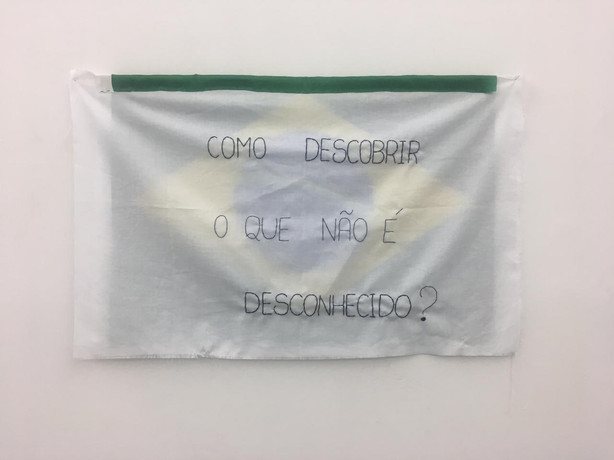 COMO DESCOBRIR
O QUE NÃO É
DESCONHECIDO?